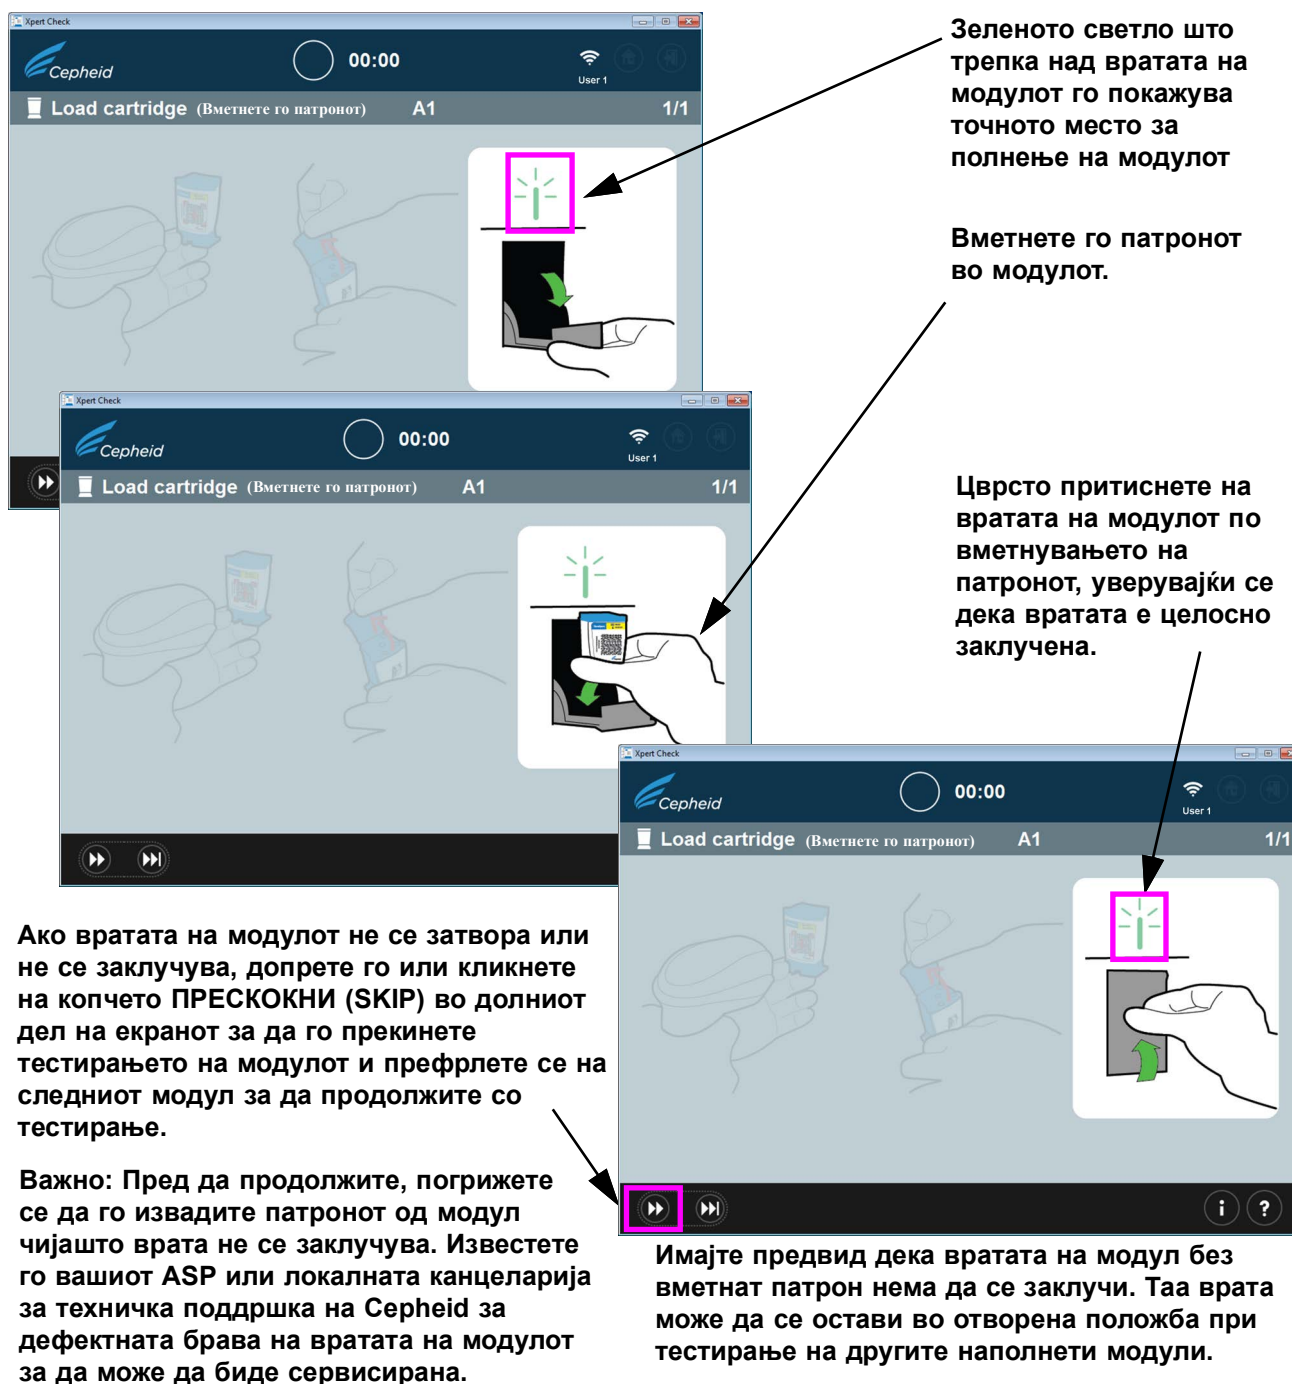 Xpert Check
Cepheid
00:00
User 1
Load cartridge (Вметнете го патронот) A1 1/1
Зеленото светло што
трепка над вратата на
модулот го покажува
точното место за
полнење на модулот
Вметнете го патронот
во модулот.
Xpert Check
Cepheid
00:00
User 1
Load cartridge (Вметнете го патронот) A1 1/1
Цврсто притиснете на
вратата на модулот по
вметнувањето на
патронот, уверувајќи се
дека вратата е целосно
заклучена.
Xpert Check
Cepheid
00:00
User 1
Load cartridge (Вметнете го патронот) A1 1/1
Ако вратата на модулот не се затвора или
не се заклучува, допрете го или кликнете
на копчето ПРЕСКОКНИ (SKIP) во долниот
дел на екранот за да го прекинете
тестирањето на модулот и префрлете се на
следниот модул за да продолжите со
тестирање.
Важно: Пред да продолжите, погрижете
се да го извадите патронот од модул
чијашто врата не се заклучува. Известете
го вашиот ASP или локалната канцеларија
за техничка поддршка на Cepheid за
дефектната брава на вратата на модулот
за да може да биде сервисирана.
i ?
Имајте предвид дека вратата на модул без
вметнат патрон нема да се заклучи. Таа врата
може да се остави во отворена положба при
тестирање на другите наполнети модули.